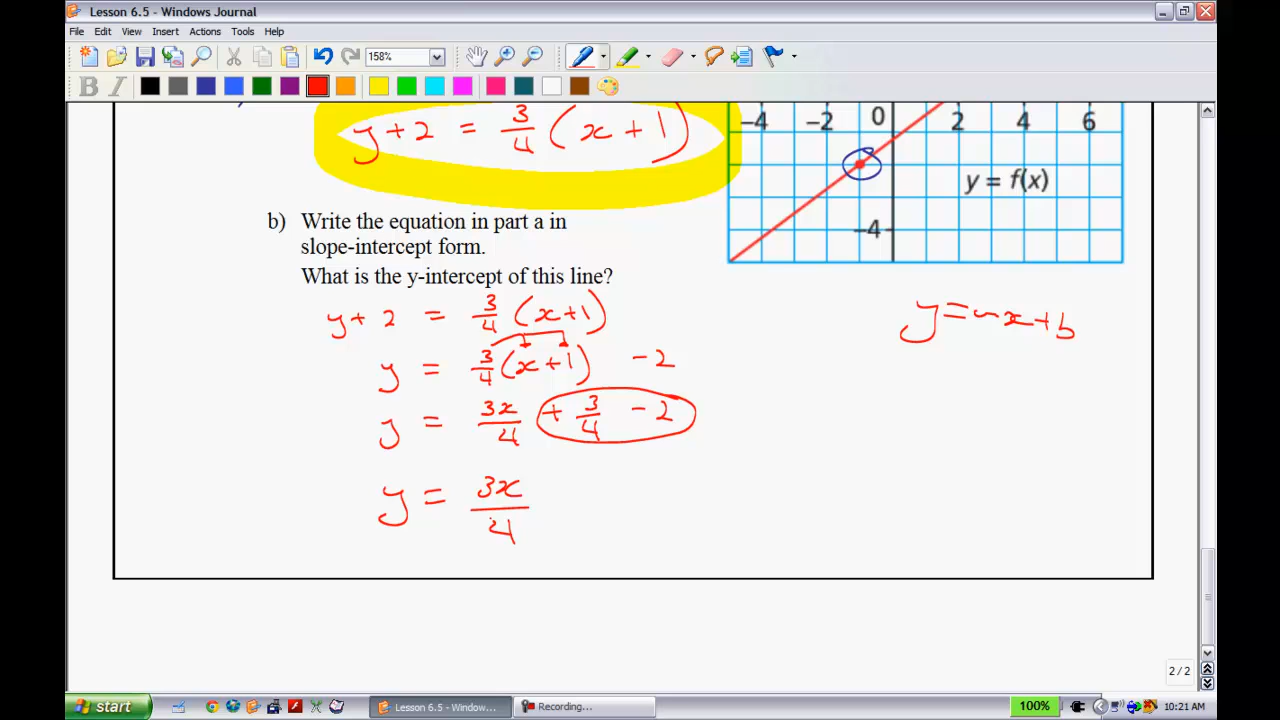 Lesson 6.5 - Windows Journal
File Edit View Insert Actions Tools Help
158%
B I
y + 2 = 3/4 (x + 1)
-4 -2 0 2 4 6
y = f(x)
-4
b) Write the equation in part a in
slope-intercept form.
What is the y-intercept of this line?
y + 2 = 3/4 (x + 1)
y = mx + b
y = 3/4 (x + 1) - 2
y = 3x/4 + 3/4 - 2
y = 3x/4
2 / 2
start
Lesson 6.5 - Window...
Recording...
100%
10:21 AM